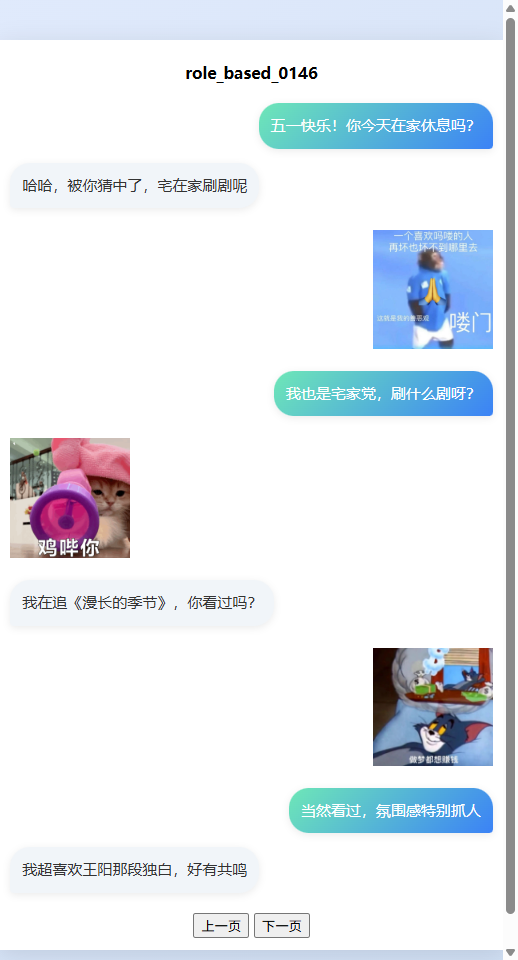 role_based_0146
五一快乐！你今天在家休息吗？
哈哈，被你猜中了，宅在家刷剧呢
一个喜欢吗喽的人
再坏也坏不到哪里去
这就是我的善恶观
喽门
我也是宅家党，刷什么剧呀？
鸡哔你
我在追《漫长的季节》，你看过吗？
做梦都想赚钱
当然看过，氛围感特别抓人
我超喜欢王阳那段独白，好有共鸣
上一页 下一页